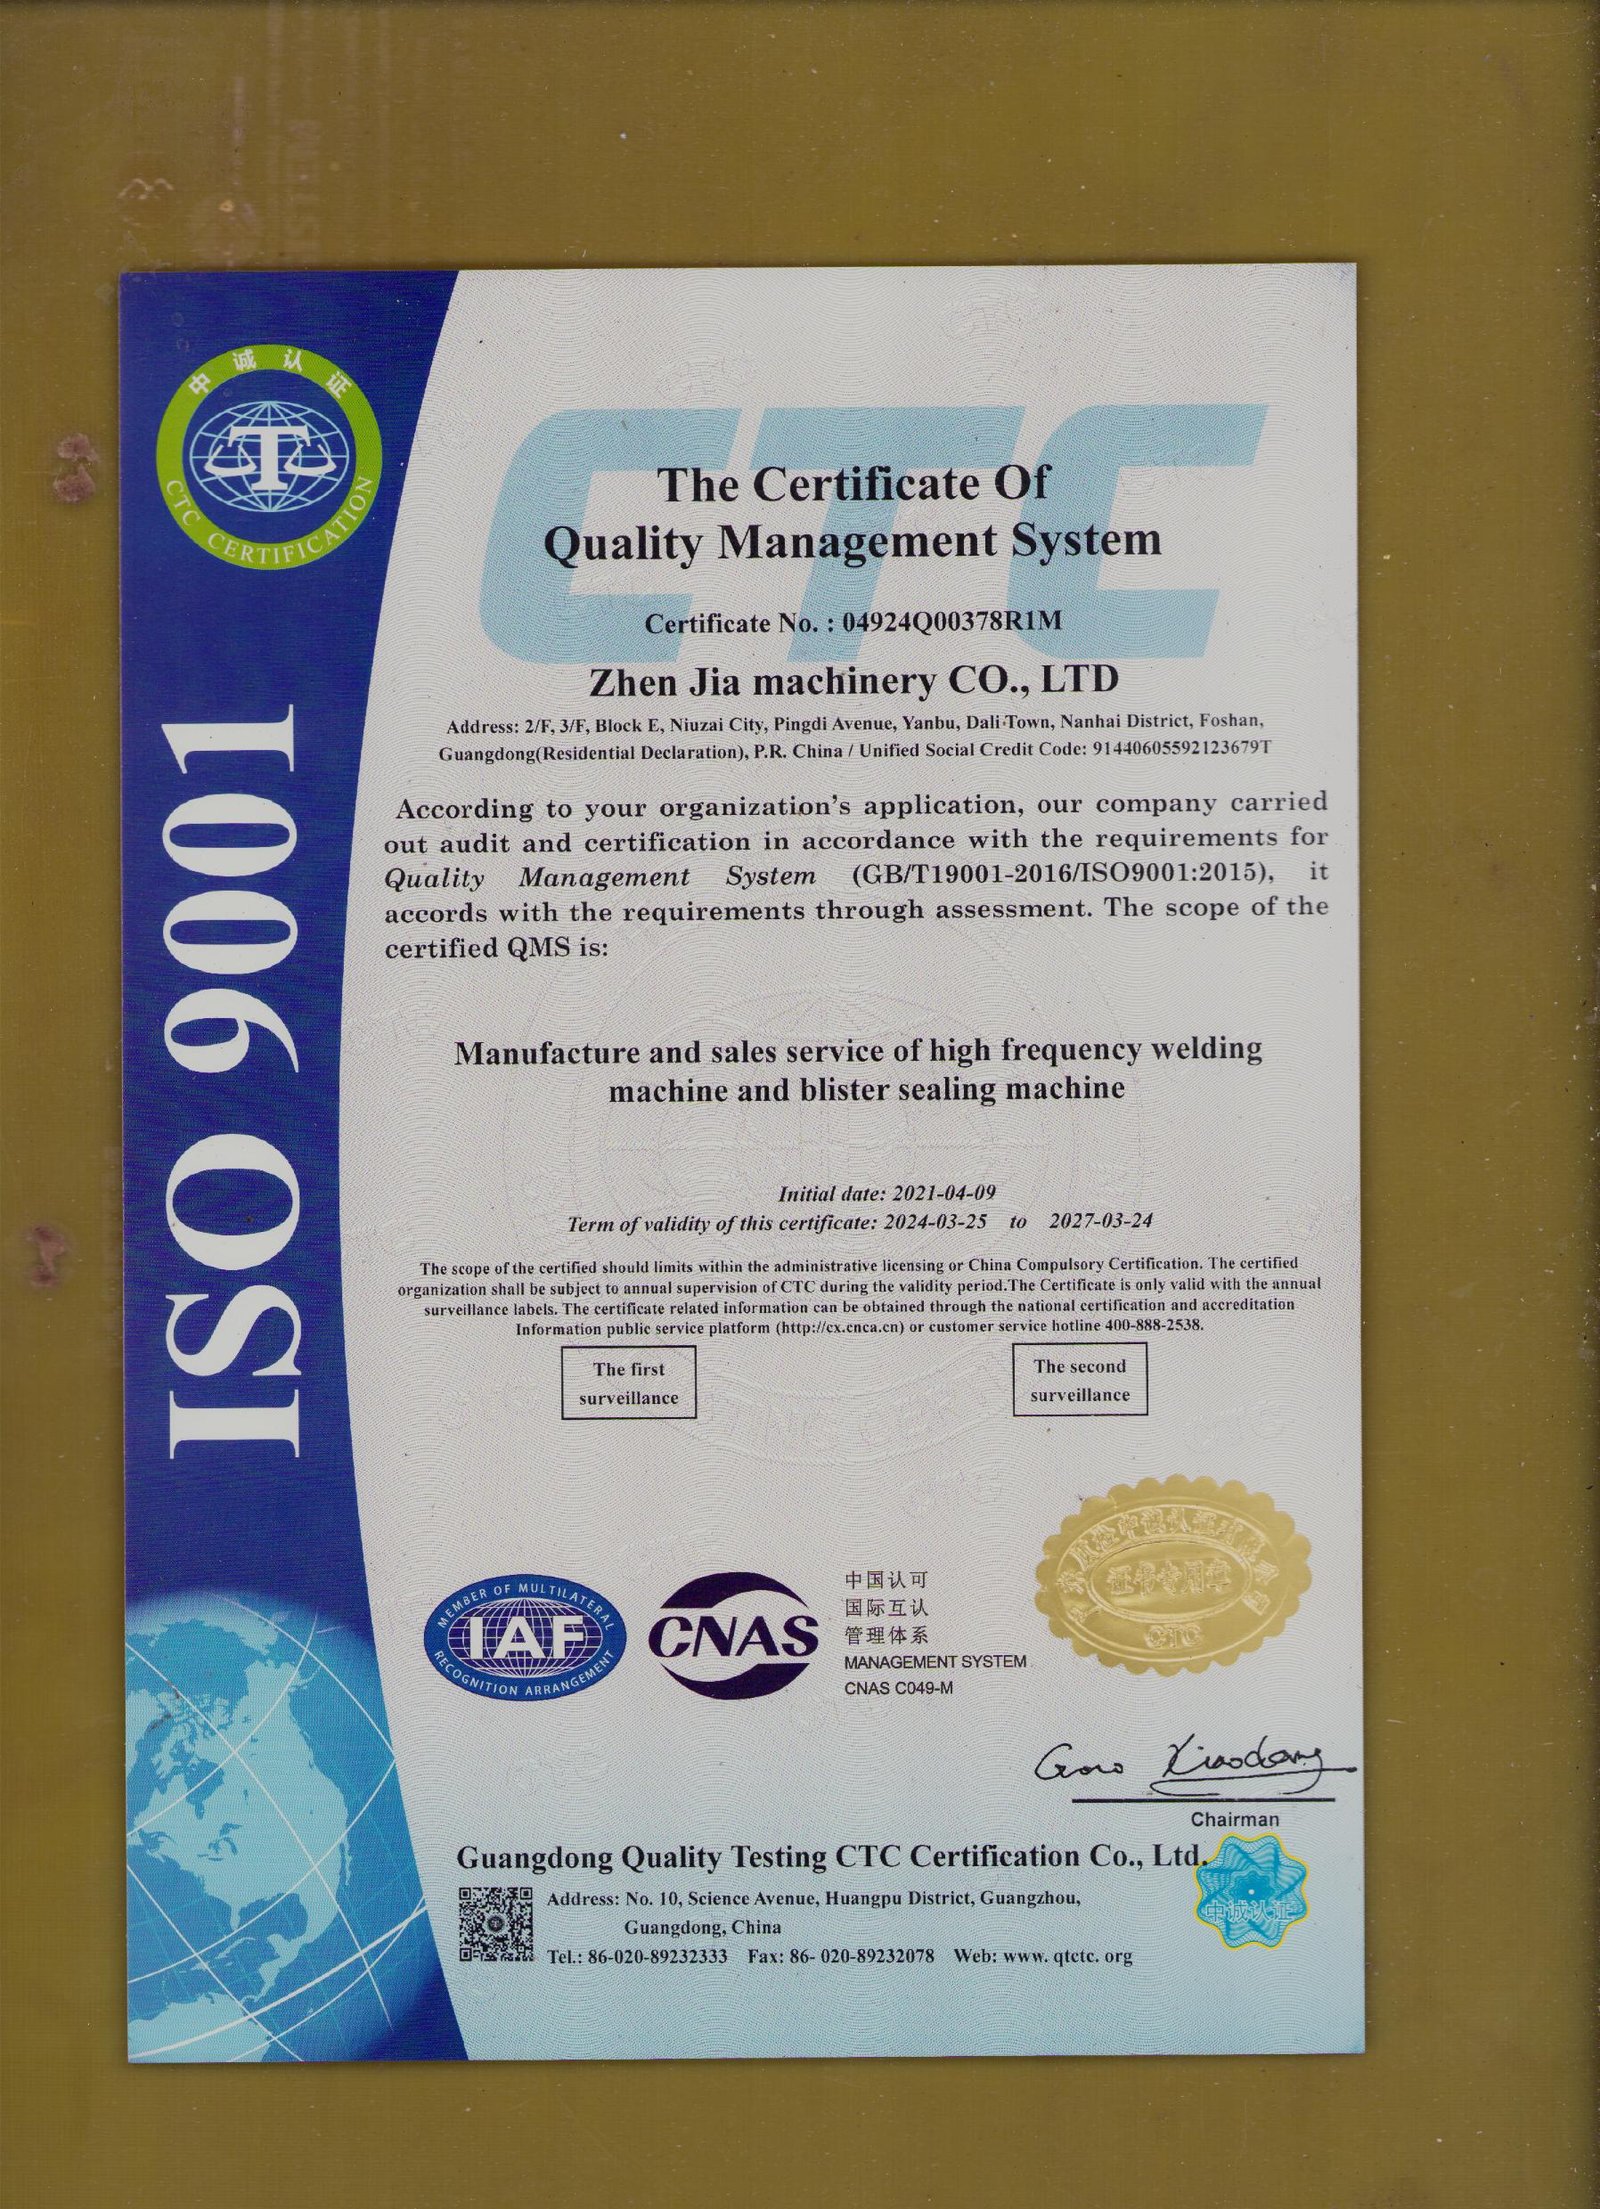 中诚认证
CTC CERTIFICATION
ISO 9001
CTC
The Certificate Of
Quality Management System
Certificate No. : 04924Q00378R1M
Zhen Jia machinery CO., LTD
Address: 2/F, 3/F, Block E, Niuzai City, Pingdi Avenue, Yanbu, Dali Town, Nanhai District, Foshan,
Guangdong(Residential Declaration), P.R. China / Unified Social Credit Code: 91440605592123679T
According to your organization's application, our company carried
out audit and certification in accordance with the requirements for
Quality Management System (GB/T19001-2016/ISO9001:2015), it
accords with the requirements through assessment. The scope of the
certified QMS is:
Manufacture and sales service of high frequency welding
machine and blister sealing machine
Initial date: 2021-04-09
Term of validity of this certificate: 2024-03-25 to 2027-03-24
The scope of the certified should limits within the administrative licensing or China Compulsory Certification. The certified
organization shall be subject to annual supervision of CTC during the validity period.The Certificate is only valid with the annual
surveillance labels. The certificate related information can be obtained through the national certification and accreditation
Information public service platform (http://cx.cnca.cn) or customer service hotline 400-888-2538.
The first
surveillance
The second
surveillance
MEMBER OF MULTILATERAL
IAF
RECOGNITION ARRANGEMENT
CNAS
中国认可
国际互认
管理体系
MANAGEMENT SYSTEM
CNAS C049-M
证书专用章
CTC
Gao Xiaodong
Chairman
Guangdong Quality Testing CTC Certification Co., Ltd.
Address: No. 10, Science Avenue, Huangpu District, Guangzhou,
Guangdong, China
Tel.: 86-020-89232333 Fax: 86- 020-89232078 Web: www. qtctc. org
中诚认证